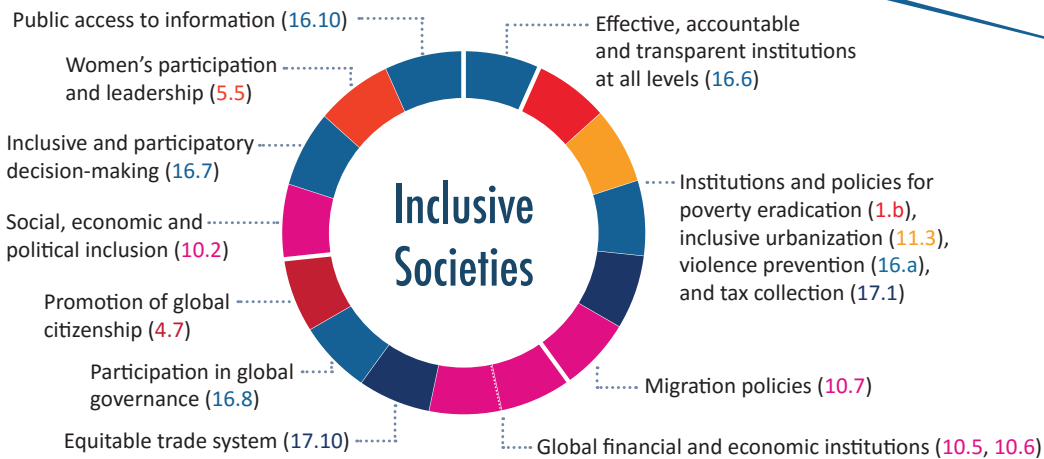 Public access to information (16.10)
Women's participation
and leadership (5.5)
Inclusive and participatory
decision-making (16.7)
Social, economic and
political inclusion (10.2)
Promotion of global
citizenship (4.7)
Participation in global
governance (16.8)
Equitable trade system (17.10)
Inclusive
Societies
Effective, accountable
and transparent institutions
at all levels (16.6)
Institutions and policies for
poverty eradication (1.b),
inclusive urbanization (11.3),
violence prevention (16.a),
and tax collection (17.1)
Migration policies (10.7)
Global financial and economic institutions (10.5, 10.6)